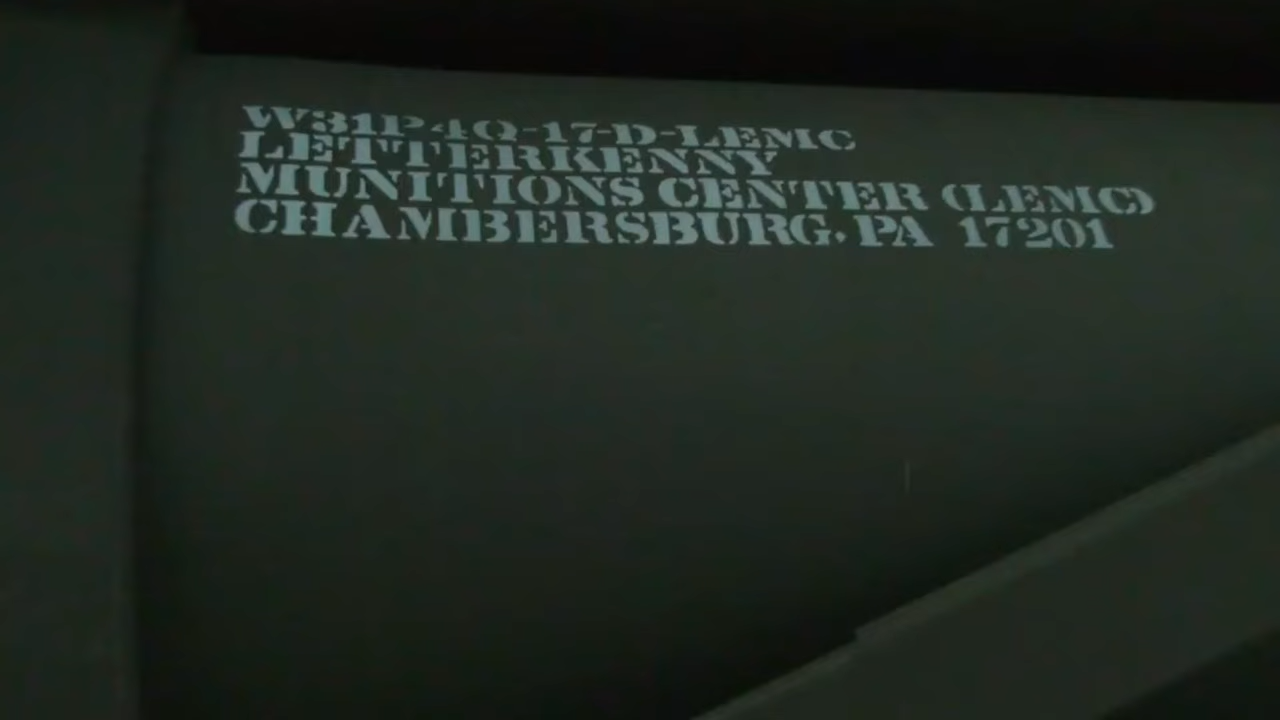 W31P4Q-17-D-LEMC
LETTERKENNY
MUNITIONS CENTER (LEMC)
CHAMBERSBURG, PA 17201